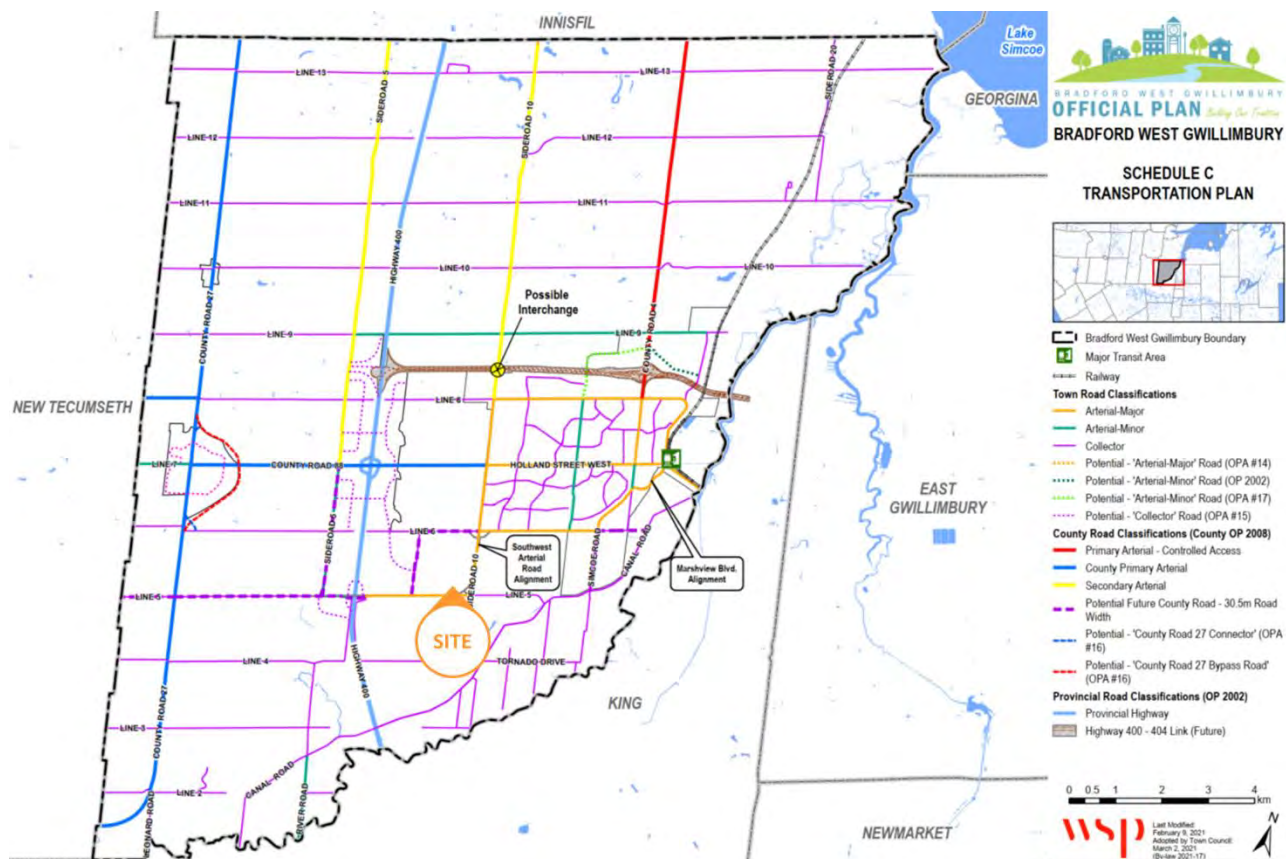 INNISFIL
Lake
Simcoe
GEORGINA
LINE 13
SIDEROAD 5
SIDEROAD 10
LINE 13
SIDEROAD 20
LINE 12
LINE 12
LINE 11
LINE 11
HIGHWAY 400
LINE 10
LINE 10
COUNTY ROAD 27
Possible
Interchange
COUNTY ROAD 4
LINE 9
LINE 9
NEW TECUMSETH
LINE 8
LINE 7
COUNTY ROAD 88
HOLLAND STREET WEST
EAST
GWILLIMBURY
SIDEROAD 5
LINE 6
Southwest
Arterial
Road
Alignment
SIDEROAD 10
SIMCOE ROAD
CANAL ROAD
Marshview Blvd.
Alignment
LINE 5
LINE 5
SITE
LINE 4
HIGHWAY 400
TORNADO DRIVE
KING
LINE 3
COUNTY ROAD 27
CANAL ROAD
LINE 2
RIVER ROAD
NEWMARKET
BRADFORD WEST GWILLIMBURY
OFFICIAL PLAN
BRADFORD WEST GWILLIMBURY
SCHEDULE C
TRANSPORTATION PLAN
Bradford West Gwillimbury Boundary
Major Transit Area
Railway
Town Road Classifications
Arterial-Major
Arterial-Minor
Collector
Potential - 'Arterial-Major' Road (OPA #14)
Potential - 'Arterial-Minor' Road (OP 2002)
Potential - 'Arterial-Minor' Road (OPA #17)
Potential - 'Collector' Road (OPA #15)
County Road Classifications (County OP 2008)
Primary Arterial - Controlled Access
County Primary Arterial
Secondary Arterial
Potential Future County Road - 30.5m Road
Width
Potential - 'County Road 27 Connector' (OPA
#16)
Potential - 'County Road 27 Bypass Road'
(OPA #16)
Provincial Road Classifications (OP 2002)
Provincial Highway
Highway 400 - 404 Link (Future)
0 0.5 1 2 3 4
km
wsp
Last Modified:
February 9, 2021
Adopted by Town Council:
March 2, 2021
(By-law 2021-17)
N